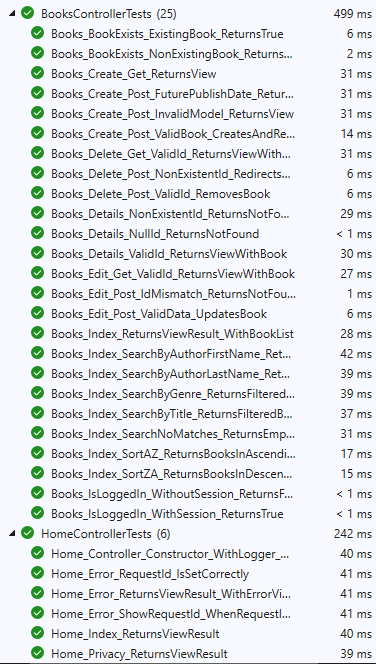 BooksControllerTests (25) 499 ms
Books_BookExists_ExistingBook_ReturnsTrue 6 ms
Books_BookExists_NonExistingBook_Returns... 2 ms
Books_Create_Get_ReturnsView 31 ms
Books_Create_Post_FuturePublishDate_Retur... 31 ms
Books_Create_Post_InvalidModel_ReturnsView 31 ms
Books_Create_Post_ValidBook_CreatesAndRe... 14 ms
Books_Delete_Get_ValidId_ReturnsViewWith... 31 ms
Books_Delete_Post_NonExistentId_Redirects... 6 ms
Books_Delete_Post_ValidId_RemovesBook 6 ms
Books_Details_NonExistentId_ReturnsNotFo... 29 ms
Books_Details_NullId_ReturnsNotFound < 1 ms
Books_Details_ValidId_ReturnsViewWithBook 30 ms
Books_Edit_Get_ValidId_ReturnsViewWithBook 27 ms
Books_Edit_Post_IdMismatch_ReturnsNotFou... 1 ms
Books_Edit_Post_ValidData_UpdatesBook 6 ms
Books_Index_ReturnsViewResult_WithBookList 28 ms
Books_Index_SearchByAuthorFirstName_Ret... 42 ms
Books_Index_SearchByAuthorLastName_Ret... 39 ms
Books_Index_SearchByGenre_ReturnsFiltered... 39 ms
Books_Index_SearchByTitle_ReturnsFilteredB... 37 ms
Books_Index_SearchNoMatches_ReturnsEmp... 31 ms
Books_Index_SortAZ_ReturnsBooksInAscendi... 17 ms
Books_Index_SortZA_ReturnsBooksInDescen... 15 ms
Books_IsLoggedIn_WithoutSession_ReturnsF... < 1 ms
Books_IsLoggedIn_WithSession_ReturnsTrue < 1 ms
HomeControllerTests (6) 242 ms
Home_Controller_Constructor_WithLogger_... 40 ms
Home_Error_RequestId_IsSetCorrectly 41 ms
Home_Error_ReturnsViewResult_WithErrorVi... 41 ms
Home_Error_ShowRequestId_WhenRequestI... 41 ms
Home_Index_ReturnsViewResult 40 ms
Home_Privacy_ReturnsViewResult 39 ms